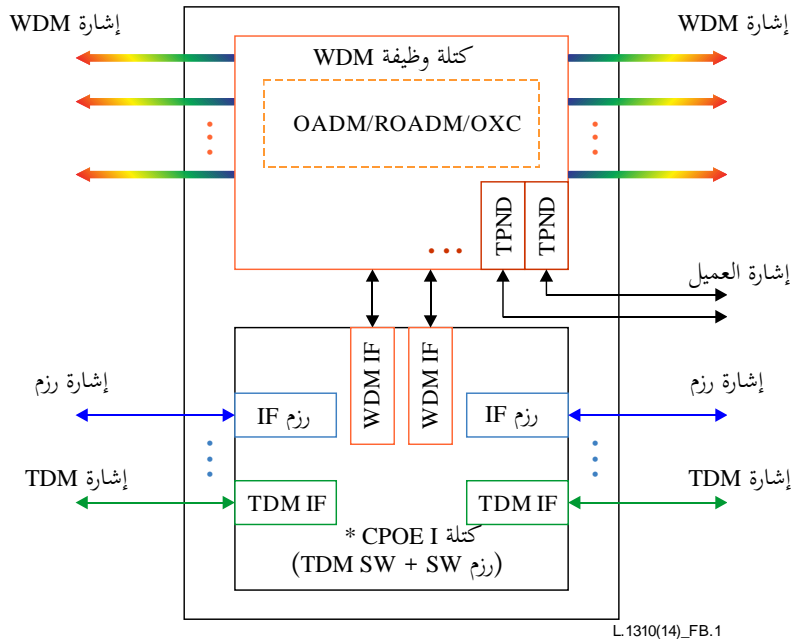 إشارة WDM
إشارة WDM
كتلة وظيفة WDM
OADM/ROADM/OXC
TPND
TPND
إشارة العميل
WDM IF
WDM IF
إشارة رزم
إشارة رزم
رزم IF
رزم IF
إشارة TDM
إشارة TDM
TDM IF
TDM IF
كتلة CPOE I *
(رزم TDM SW + SW)
L.1310(14)_FB.1